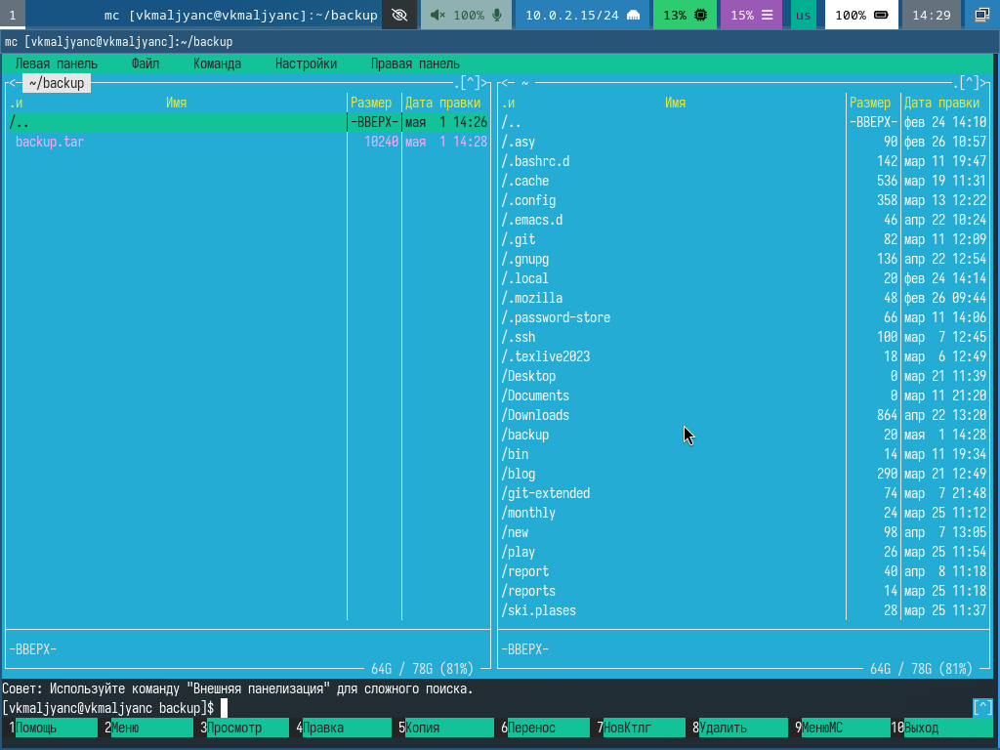 1 mc [vkmaljyanc@vkmaljyanc]:~/backup 100% 10.0.2.15/24 13% 15% us 100% 14:29
mc [vkmaljyanc@vkmaljyanc]:~/backup
Левая панель Файл Команда Настройки Правая панель
<─ ~/backup .[^]>
.и Имя Размер Дата правки
/.. -ВВЕРХ- мая 1 14:26
backup.tar 10240 мая 1 14:28
-ВВЕРХ-
64G / 78G (81%)
<─ ~ .[^]>
.и Имя Размер Дата правки
/.. -ВВЕРХ- фев 24 14:10
/.asy 90 фев 26 10:57
/.bashrc.d 142 мар 11 19:47
/.cache 536 мар 19 11:31
/.config 358 мар 13 12:22
/.emacs.d 46 апр 22 10:24
/.git 82 мар 11 12:09
/.gnupg 136 апр 22 12:54
/.local 20 фев 24 14:14
/.mozilla 48 фев 26 09:44
/.password-store 66 мар 11 14:06
/.ssh 100 мар 7 12:45
/.texlive2023 18 мар 6 12:49
/Desktop 0 мар 21 11:39
/Documents 0 мар 11 21:20
/Downloads 864 апр 22 13:20
/backup 20 мая 1 14:28
/bin 14 мар 11 19:34
/blog 290 мар 21 12:49
/git-extended 74 мар 7 21:48
/monthly 24 мар 25 11:12
/new 98 апр 7 13:05
/play 26 мар 25 11:54
/report 40 апр 8 11:18
/reports 14 мар 25 11:18
/ski.plases 28 мар 25 11:37
-ВВЕРХ-
64G / 78G (81%)
Совет: Используйте команду "Внешняя панелизация" для сложного поиска.
[vkmaljyanc@vkmaljyanc backup]$ [^]
1Помощь 2Меню 3Просмотр 4Правка 5Копия 6Перенос 7НовКтлг 8Удалить 9МенюМС 10Выход